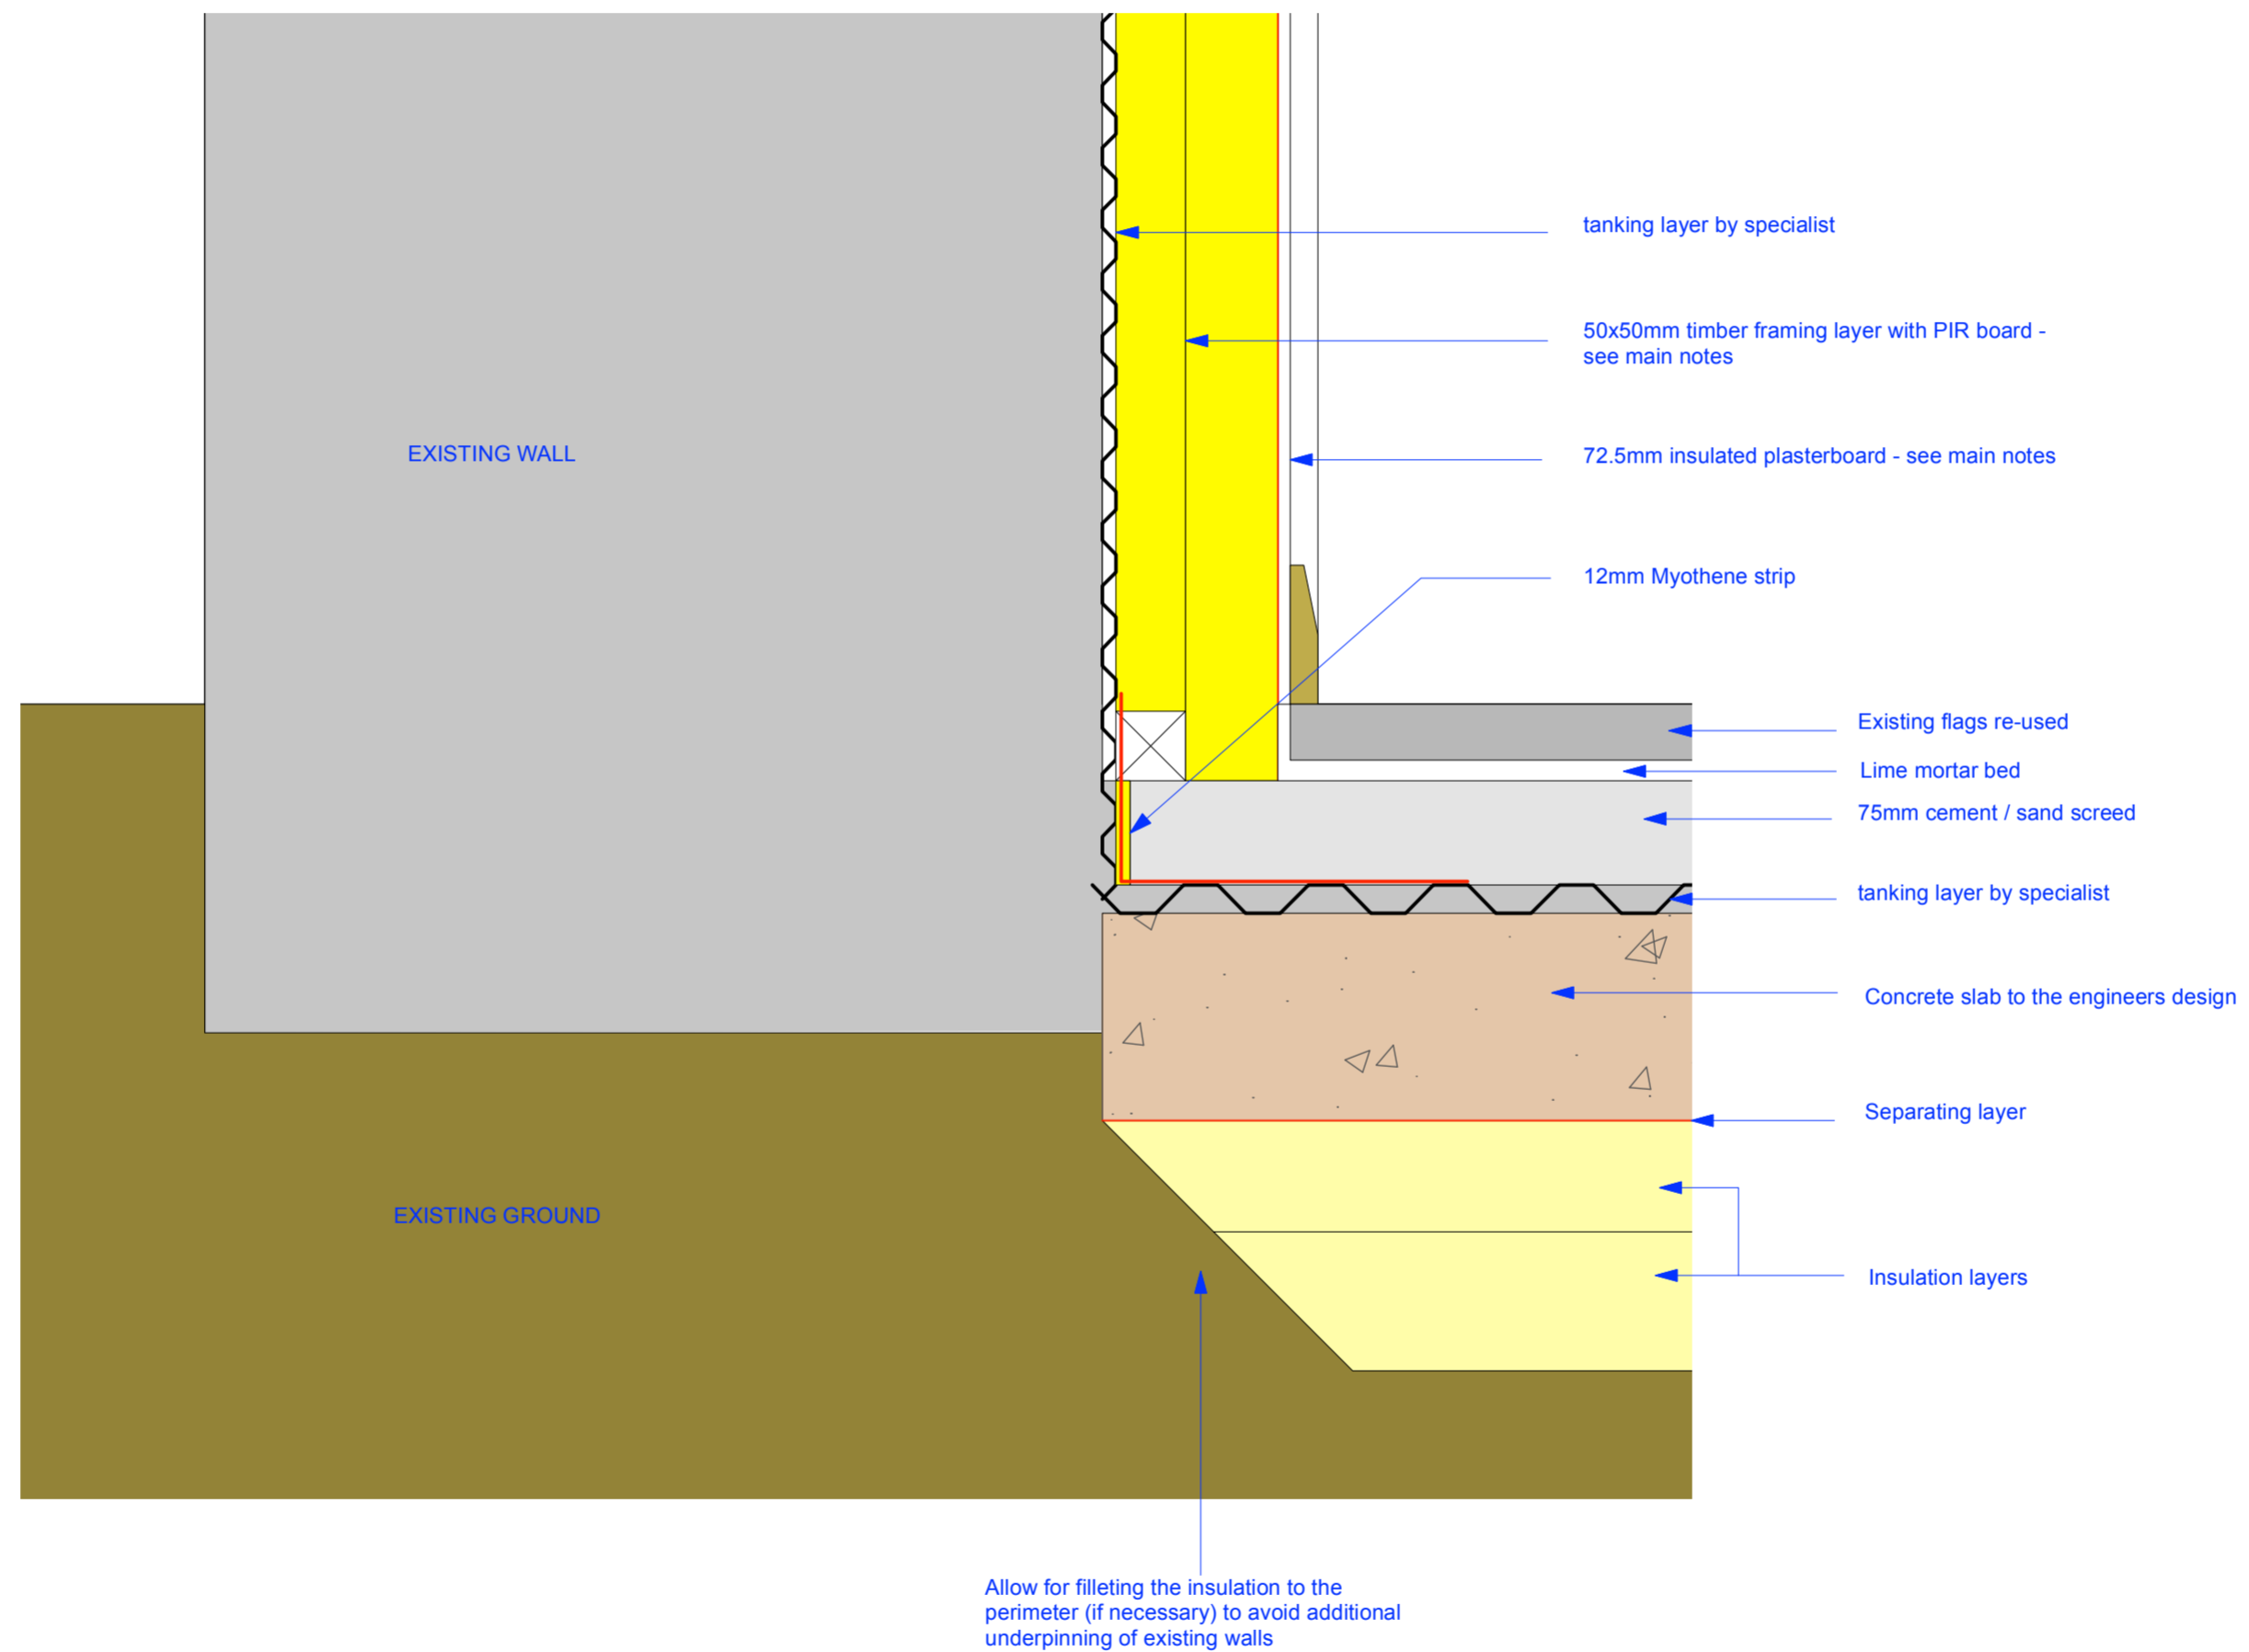 tanking layer by specialist
50x50mm timber framing layer with PIR board -
see main notes
EXISTING WALL
72.5mm insulated plasterboard - see main notes
12mm Myothene strip
Existing flags re-used
Lime mortar bed
75mm cement / sand screed
tanking layer by specialist
Concrete slab to the engineers design
Separating layer
EXISTING GROUND
Insulation layers
Allow for filleting the insulation to the
perimeter (if necessary) to avoid additional
underpinning of existing walls